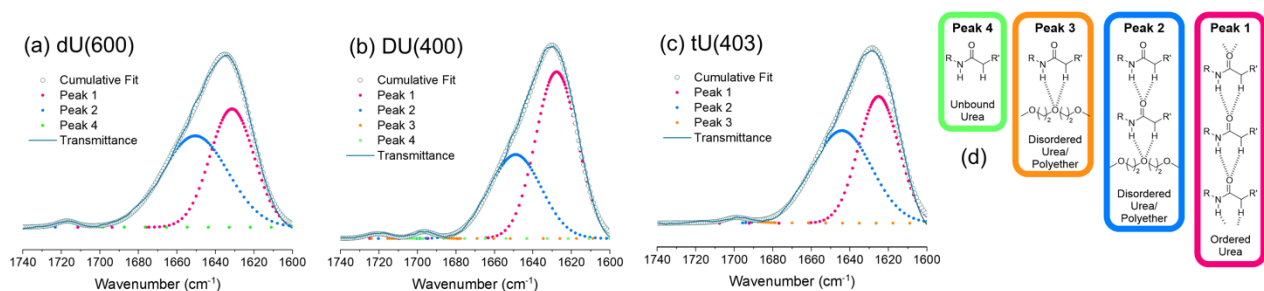 (a) dU(600)
Cumulative Fit
Peak 1
Peak 2
Peak 4
Transmittance
1740 1720 1700 1680 1660 1640 1620 1600
Wavenumber (cm⁻¹)
(b) DU(400)
Cumulative Fit
Peak 1
Peak 2
Peak 3
Peak 4
Transmittance
1740 1720 1700 1680 1660 1640 1620 1600
Wavenumber (cm⁻¹)
(c) tU(403)
Cumulative Fit
Peak 1
Peak 2
Peak 3
Transmittance
1740 1720 1700 1680 1660 1640 1620 1600
Wavenumber (cm⁻¹)
(d)
Peak 4
O
R N R'
H H
Unbound
Urea
Peak 3
O
R N R'
H H
O ( )₂ O ( )₂ O
Disordered
Urea/
Polyether
Peak 2
O
R N R'
H H
O
R N R'
H H
O ( )₂ O ( )₂ O
Disordered
Urea/
Polyether
Peak 1
O
R N R'
H H
O
R N R'
H H
O
R N R'
H H
Ordered
Urea